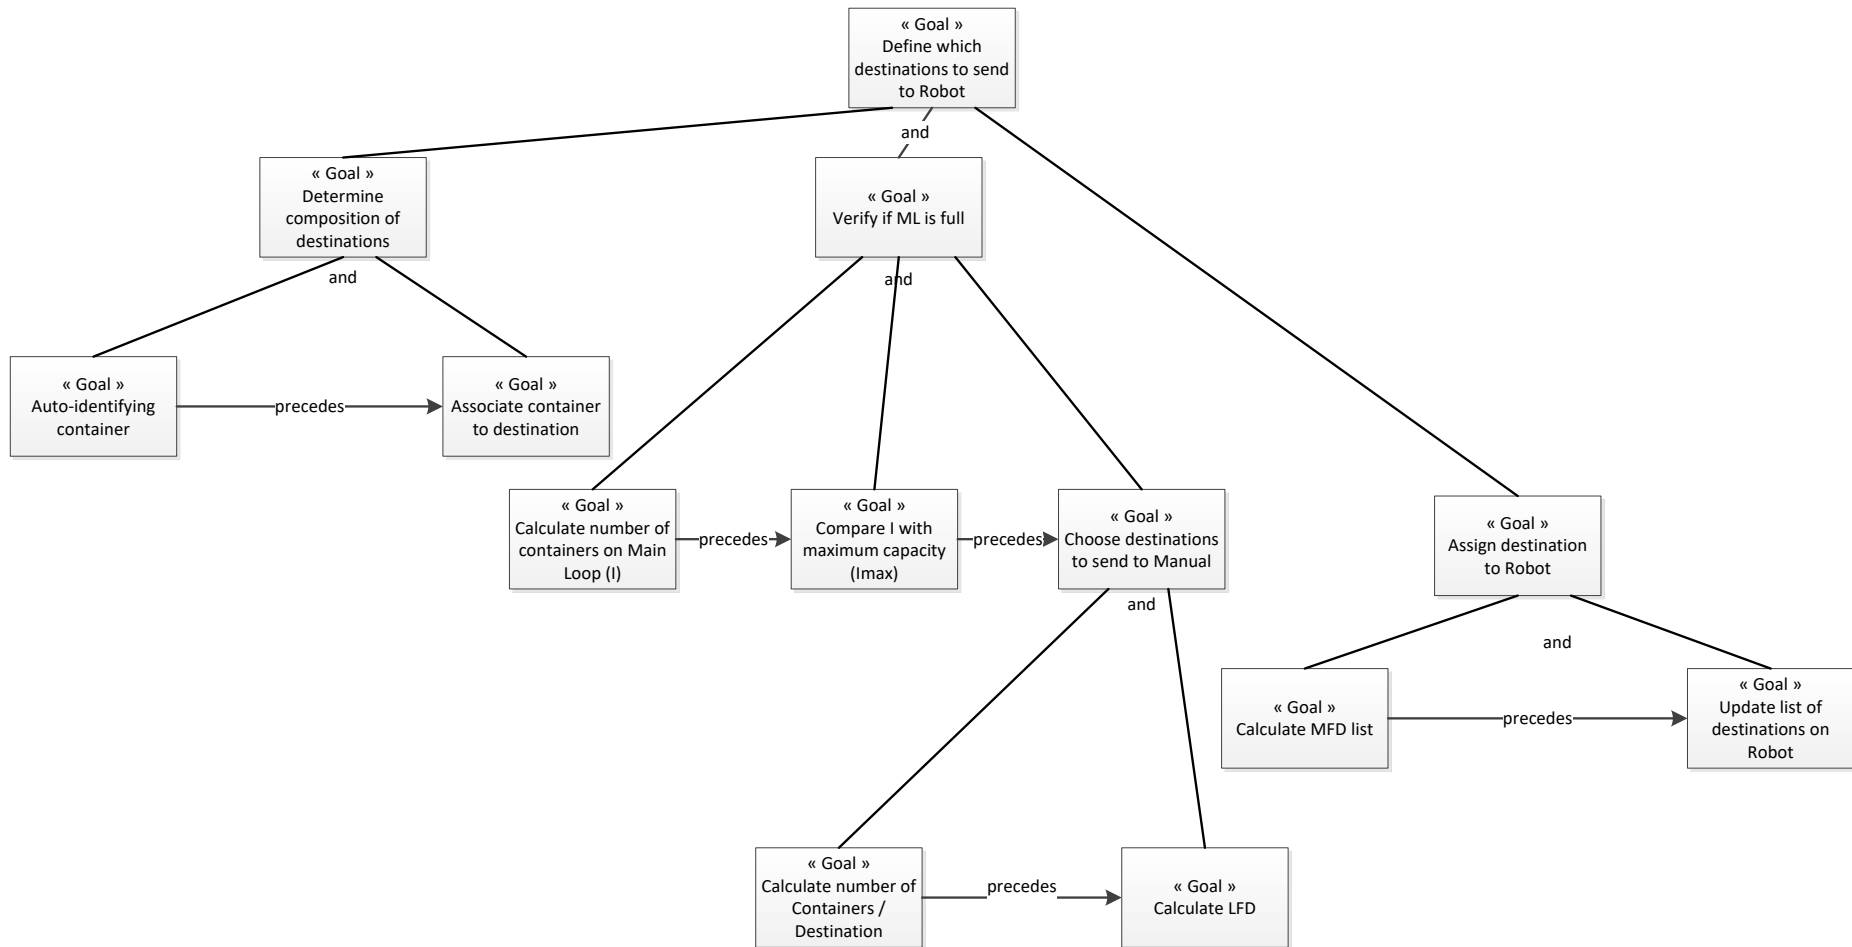 « Goal »
Define which
destinations to send
to Robot
and
« Goal »
Determine
composition of
destinations
« Goal »
Verify if ML is full
and
and
« Goal »
Auto-identifying
container
precedes
« Goal »
Associate container
to destination
« Goal »
Calculate number of
containers on Main
Loop (I)
precedes
« Goal »
Compare I with
maximum capacity
(Imax)
precedes
« Goal »
Choose destinations
to send to Manual
« Goal »
Assign destination
to Robot
and
and
« Goal »
Calculate MFD list
precedes
« Goal »
Update list of
destinations on
Robot
« Goal »
Calculate number of
Containers /
Destination
precedes
« Goal »
Calculate LFD